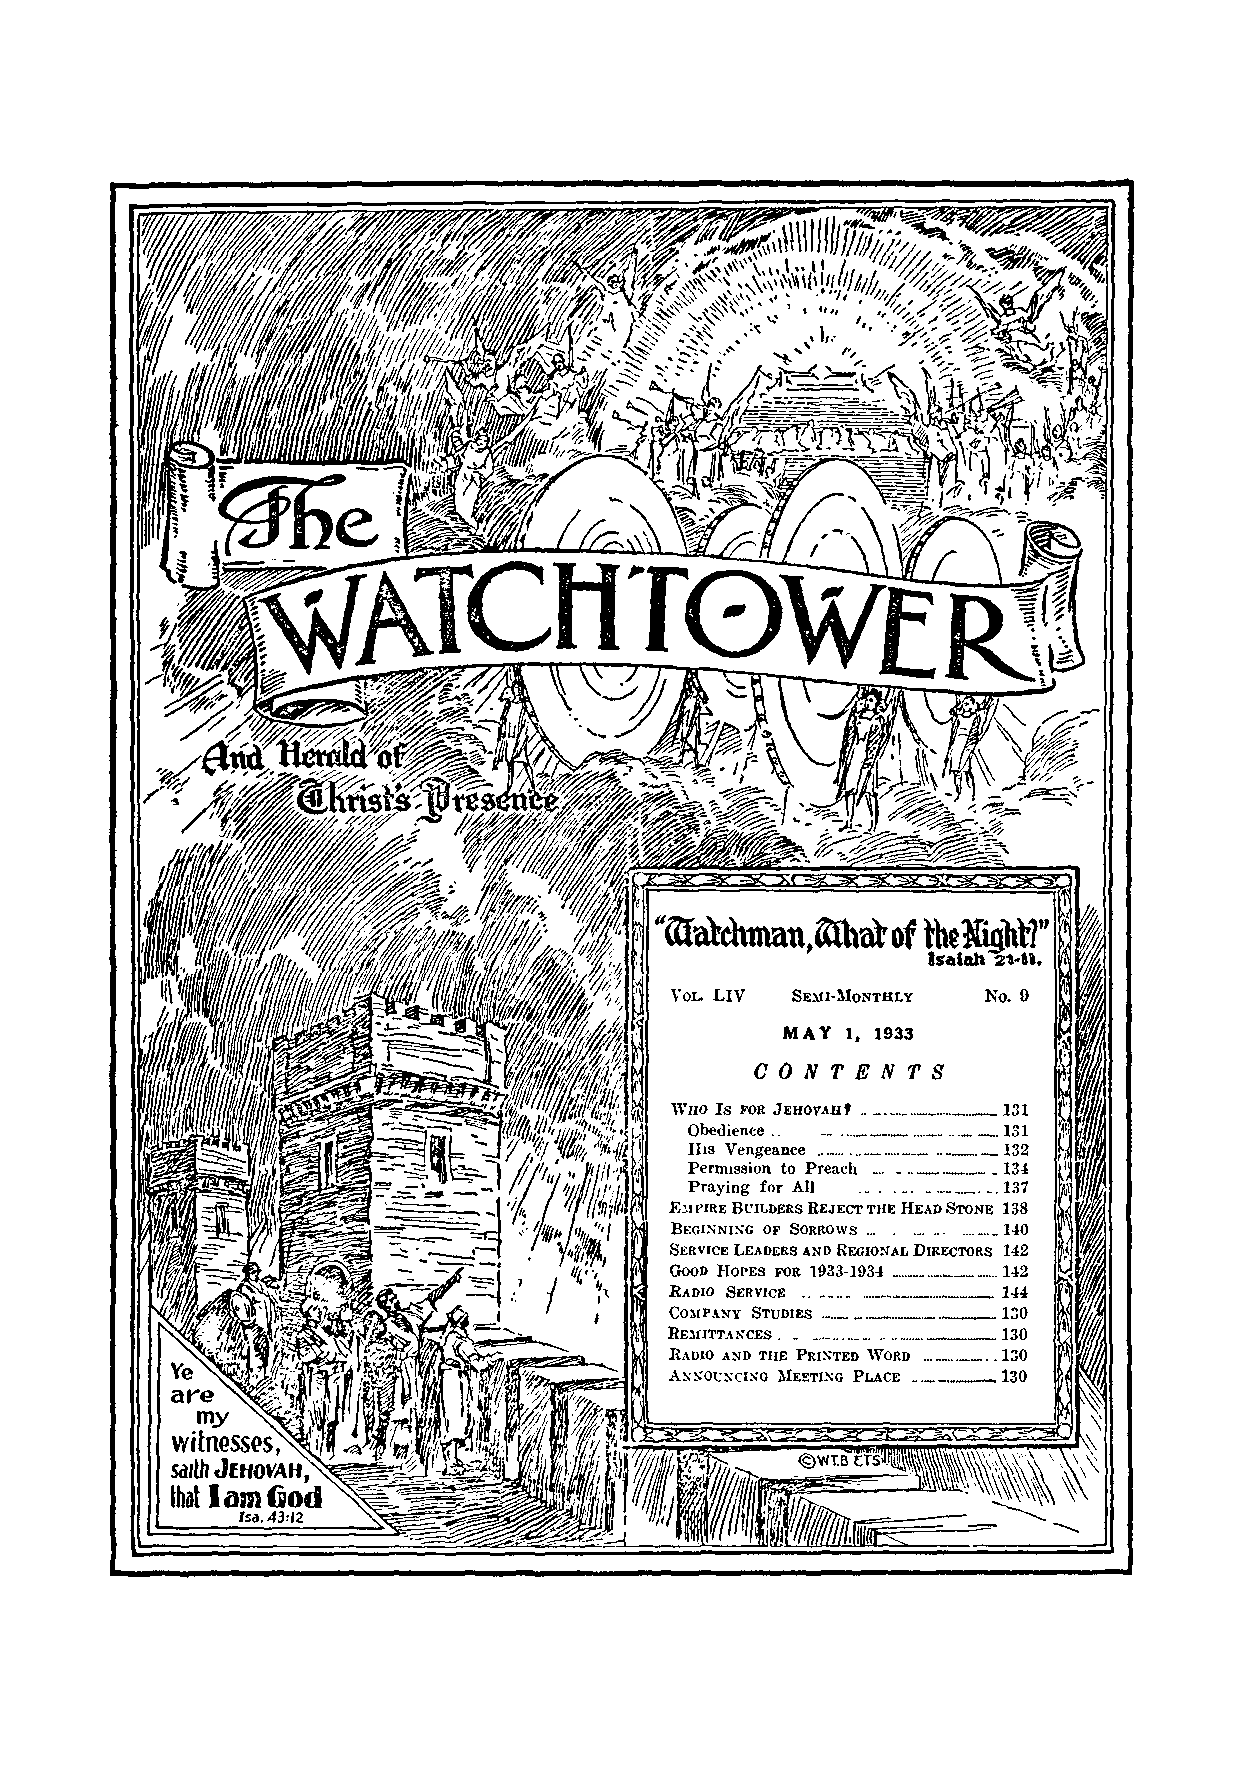 The
WATCHTOWER
And Herald of
Christ's Presence
"Watchman, What of the Night?"
Isaiah 21-11.
VOL. LIV SEMI-MONTHLY No. 9
MAY 1, 1933
CONTENTS
WHO IS FOR JEHOVAH? 131
Obedience 131
His Vengeance 132
Permission to Preach 134
Praying for All 137
EMPIRE BUILDERS REJECT THE HEAD STONE 138
BEGINNING OF SORROWS 140
SERVICE LEADERS AND REGIONAL DIRECTORS 142
GOOD HOPES FOR 1933-1934 142
RADIO SERVICE 144
COMPANY STUDIES 130
REMITTANCES 130
RADIO AND THE PRINTED WORD 130
ANNOUNCING MEETING PLACE 130
©W.T.B. & T.S
Ye
are
my
witnesses,
saith JEHOVAH,
that I am God
Isa. 43:12